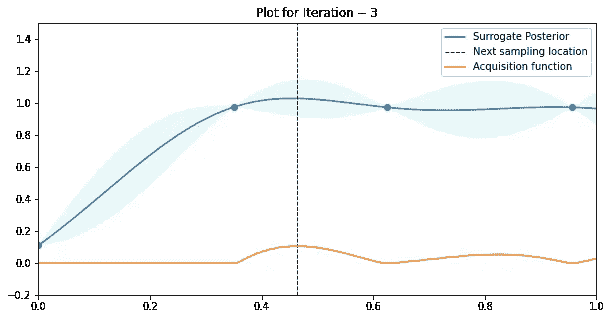 Plot for Iteration − 3
1.4
1.2
1.0
0.8
0.6
0.4
0.2
0.0
−0.2
0.0 0.2 0.4 0.6 0.8 1.0
Surrogate Posterior
Next sampling location
Acquisition function